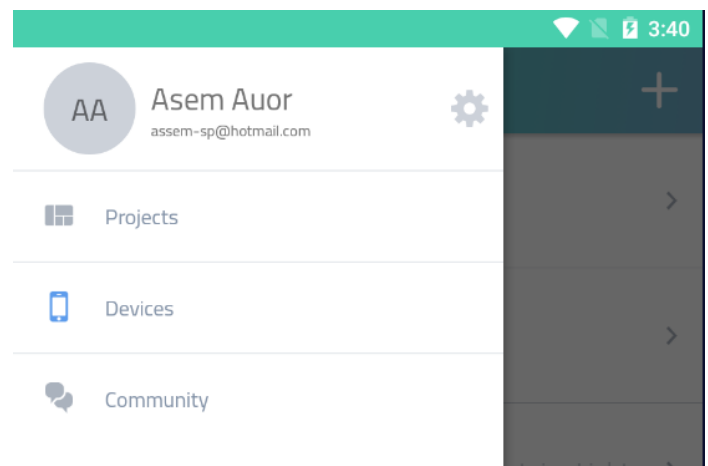 3:40
AA
Asem Auor
assem-sp@hotmail.com
Projects
Devices
Community